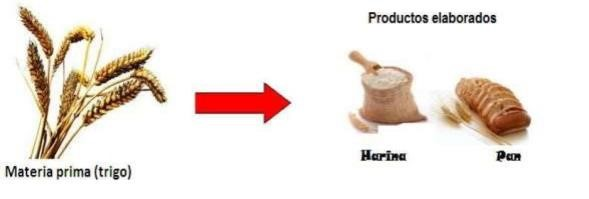 Productos elaborados
Harina
Pan
Materia prima (trigo)